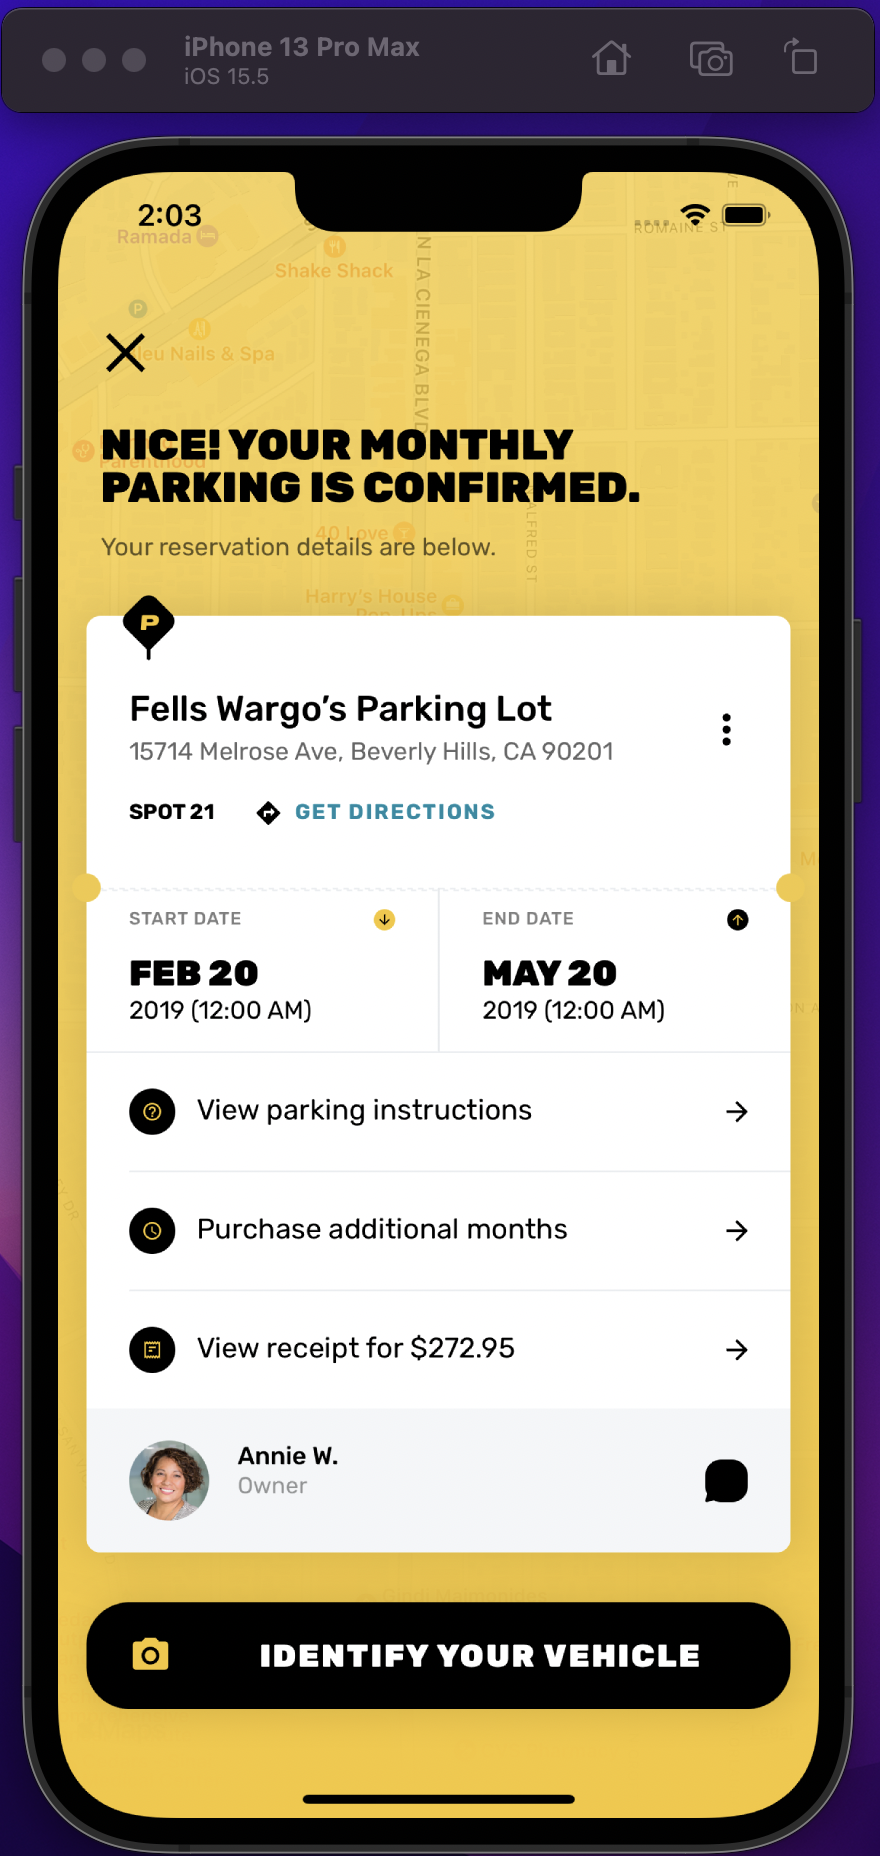 iPhone 13 Pro Max
iOS 15.5
2:03
ROMAINE ST
Ramada
Shake Shack
N LA CIENEGA BLVD
P
Nails & Spa
NICE! YOUR MONTHLY
Parenthood
PARKING IS CONFIRMED.
40 Love
ALFRED ST
Your reservation details are below.
Harry's House
Pop-Ups
P
Fells Wargo's Parking Lot
15714 Melrose Ave, Beverly Hills, CA 90201
SPOT 21
GET DIRECTIONS
START DATE
END DATE
FEB 20
MAY 20
2019 (12:00 AM)
2019 (12:00 AM)
View parking instructions
Purchase additional months
View receipt for $272.95
Annie W.
Owner
IDENTIFY YOUR VEHICLE